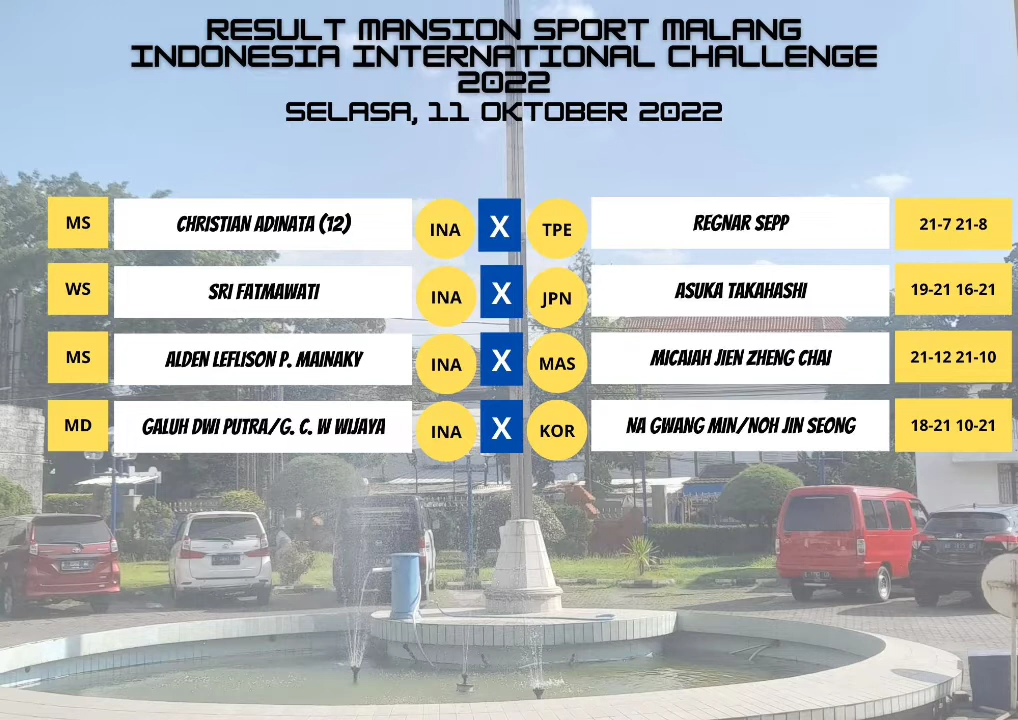 RESULT MANSION SPORT MALANG
INDONESIA INTERNATIONAL CHALLENGE
2022
SELASA, 11 OKTOBER 2022
MS CHRISTIAN ADINATA (12) INA X TPE REGNAR SEPP 21-7 21-8
WS SRI FATMAWATI INA X JPN ASUKA TAKAHASHI 19-21 16-21
MS ALDEN LEFLISON P. MAINAKY INA X MAS MICAIAH JIEN ZHENG CHAI 21-12 21-10
MD GALUH DWI PUTRA/G. C. W WIJAYA INA X KOR NA GWANG MIN/NOH JIN SEONG 18-21 10-21